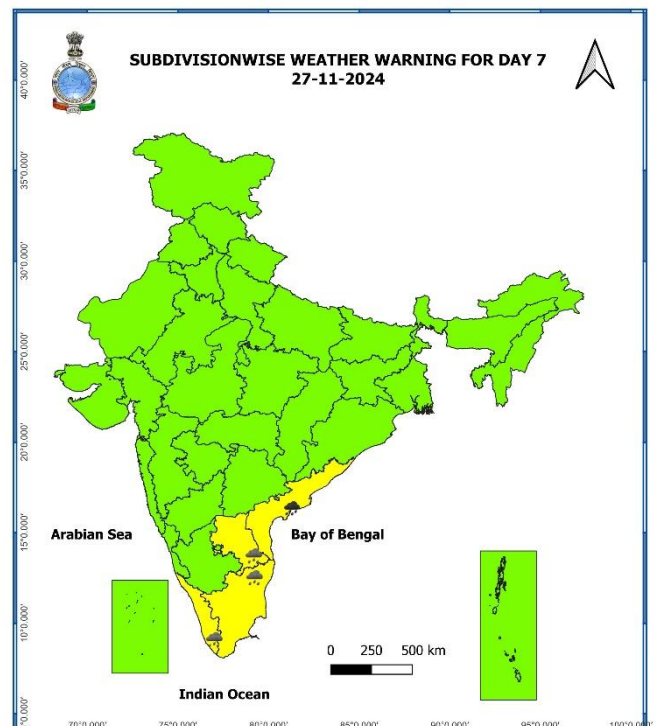 SUBDIVISIONWISE WEATHER WARNING FOR DAY 7
27-11-2024
40°0.000'
35°0.000'
30°0.000'
25°0.000'
20°0.000'
15°0.000'
10°0.000'
Arabian Sea
Bay of Bengal
0 250 500 km
Indian Ocean
70°0.000' 75°0.000' 80°0.000' 85°0.000' 90°0.000' 95°0.000'